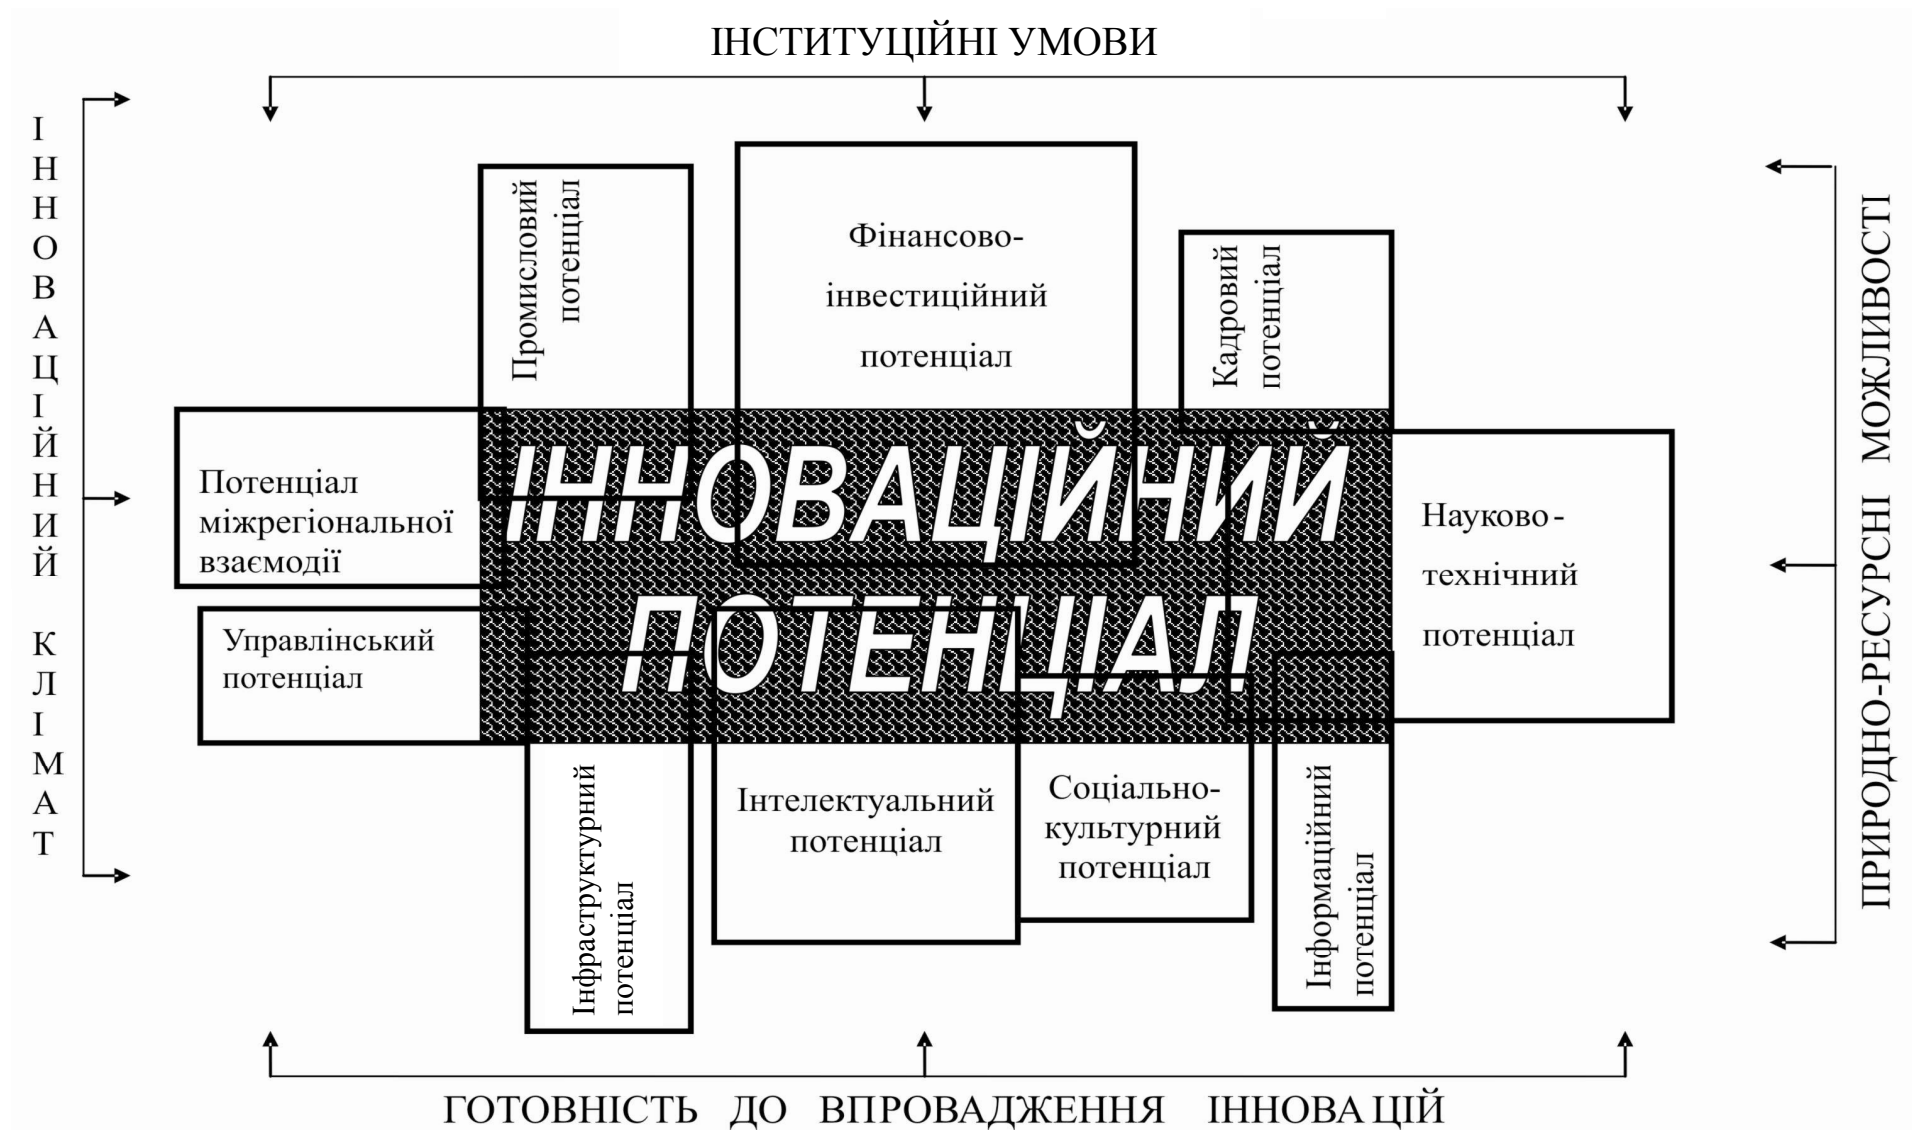 ІНСТИТУЦІЙНІ УМОВИ
ІННОВАЦІЙНИЙ КЛІМАТ
Промисловий
потенціал
Фінансово-
інвестиційний
потенціал
Кадровий
потенціал
ПРИРОДНО-РЕСУРСНІ МОЖЛИВОСТІ
Потенціал
міжрегіональної
взаємодії
ІННОВАЦІЙНИЙ
ПОТЕНЦІАЛ
Науково-
технічний
потенціал
Управлінський
потенціал
Інфраструктурний
потенціал
Інтелектуальний
потенціал
Соціально-
культурний
потенціал
Інформаційний
потенціал
ГОТОВНІСТЬ ДО ВПРОВАДЖЕННЯ ІННОВАЦІЙ